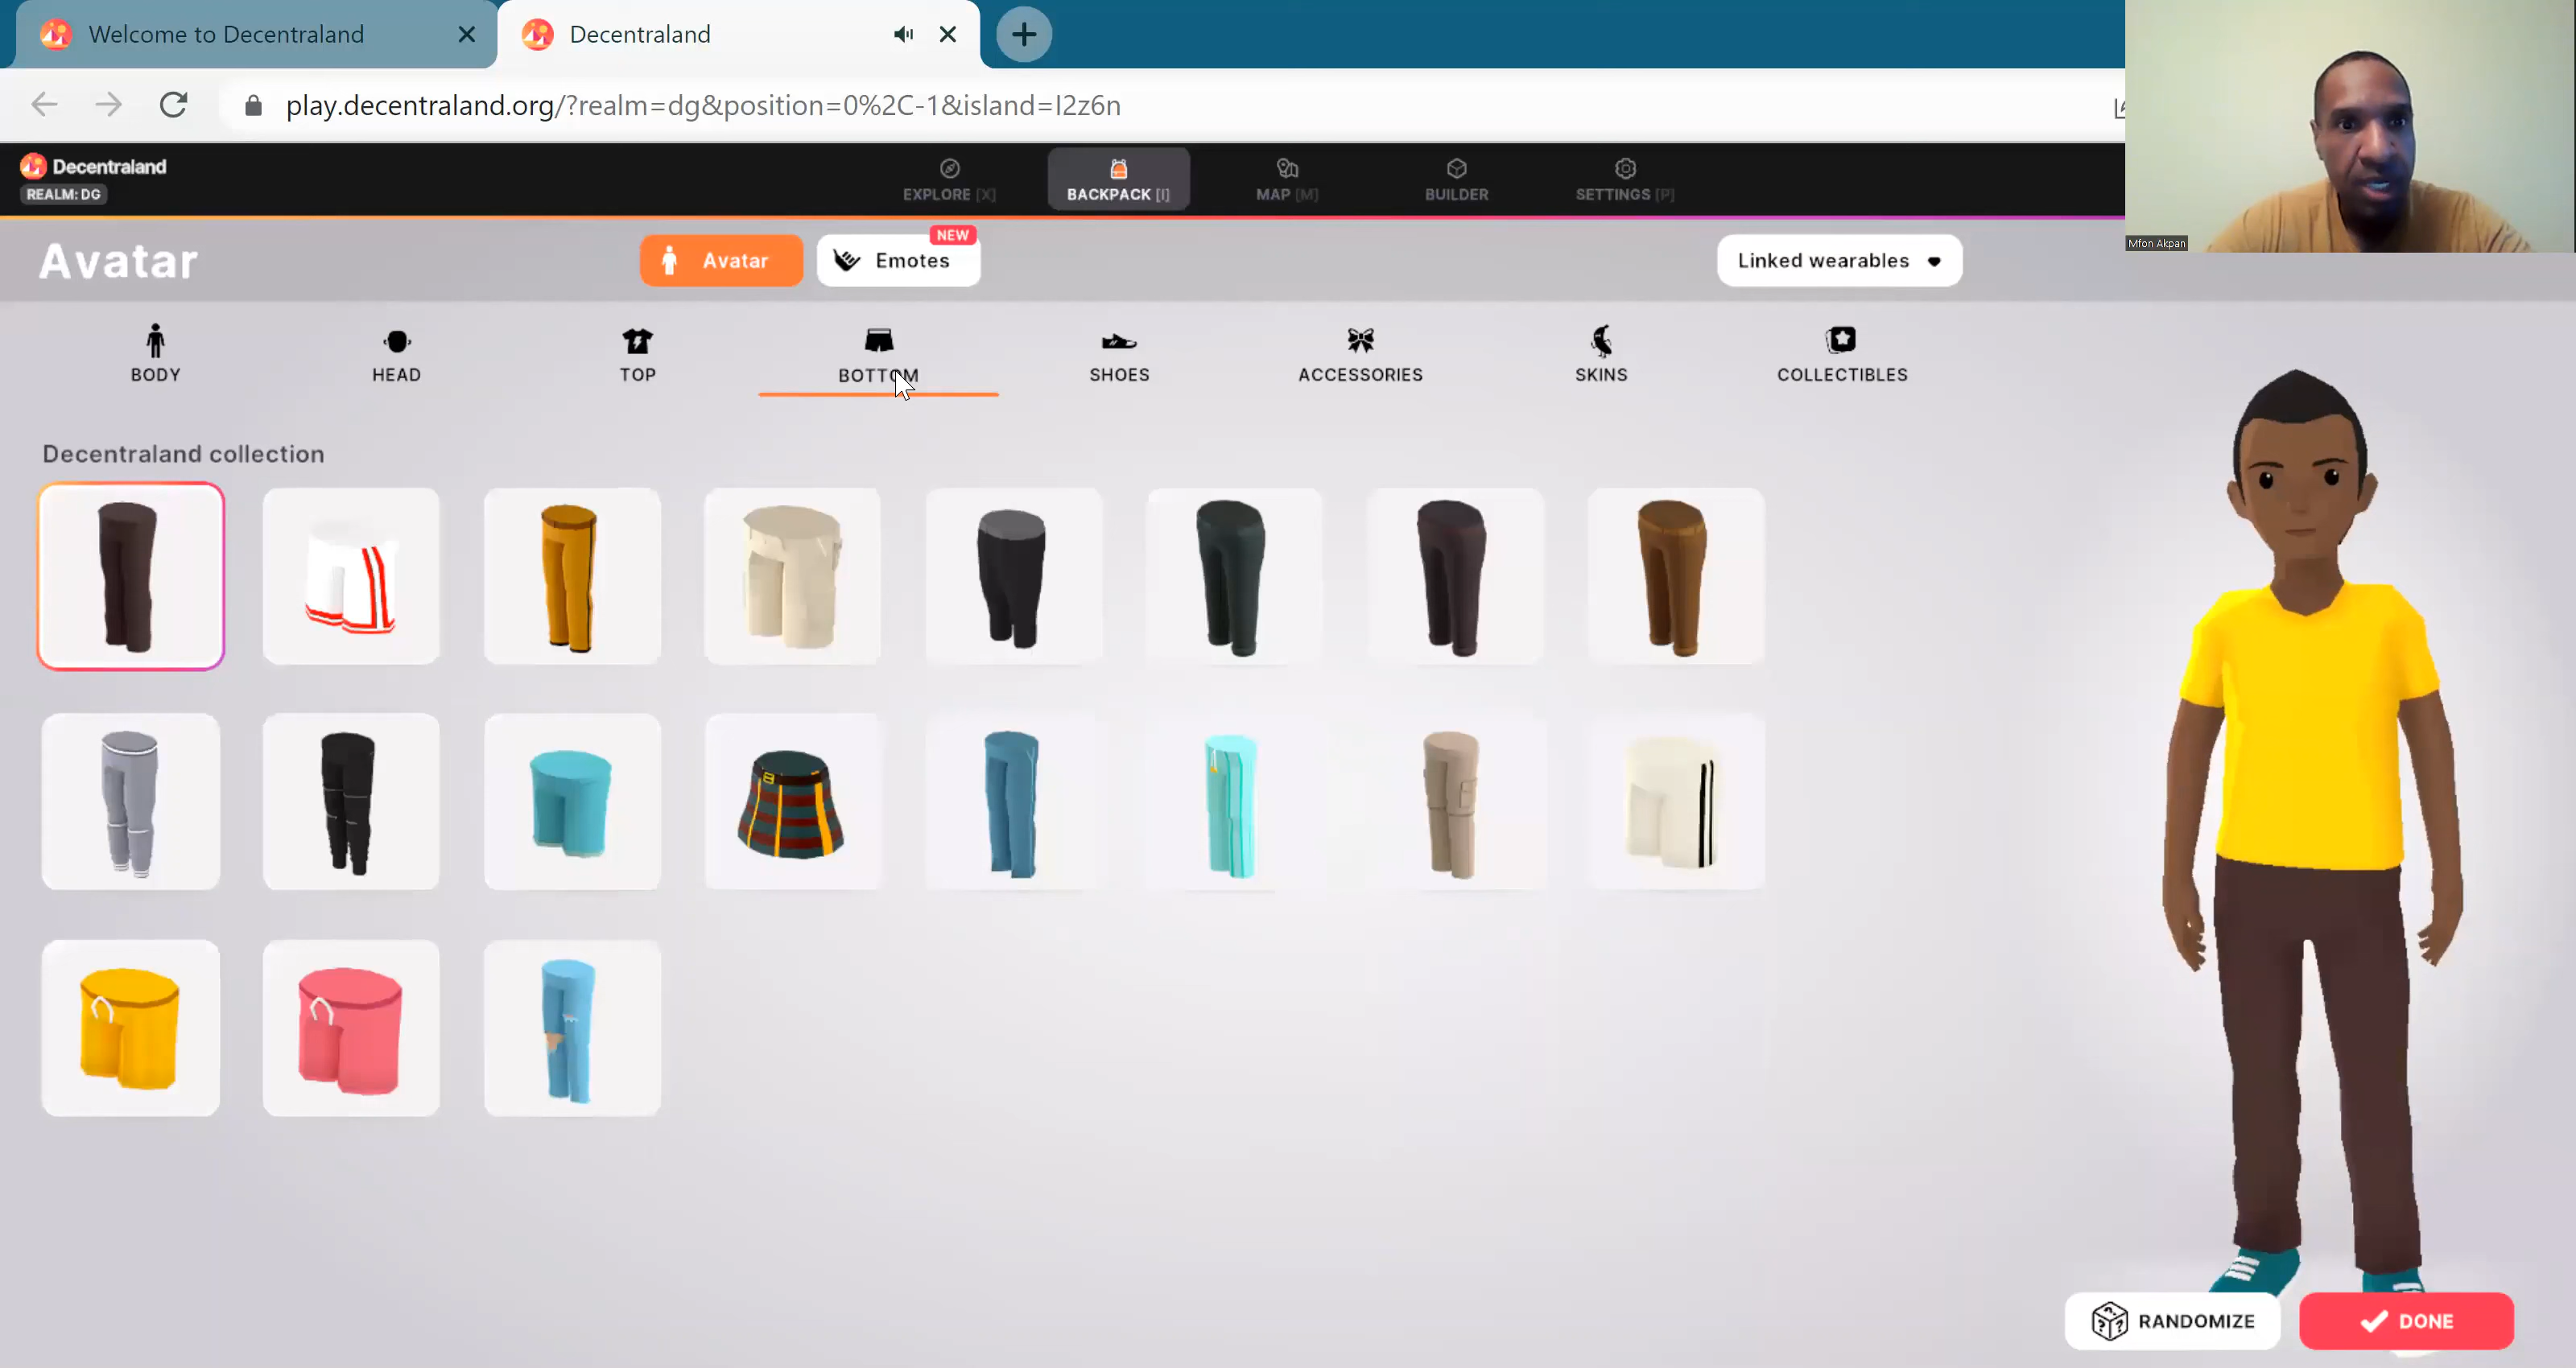 Welcome to Decentraland
Decentraland
play.decentraland.org/?realm=dg&position=0%2C-1&island=I2z6n
Decentraland
REALM: DG
EXPLORE [X]
BACKPACK [I]
MAP [M]
BUILDER
SETTINGS [P]
Mfon Akpan
Avatar
Avatar
Emotes
NEW
Linked wearables
BODY
HEAD
TOP
BOTTOM
SHOES
ACCESSORIES
SKINS
COLLECTIBLES
Decentraland collection
RANDOMIZE
DONE